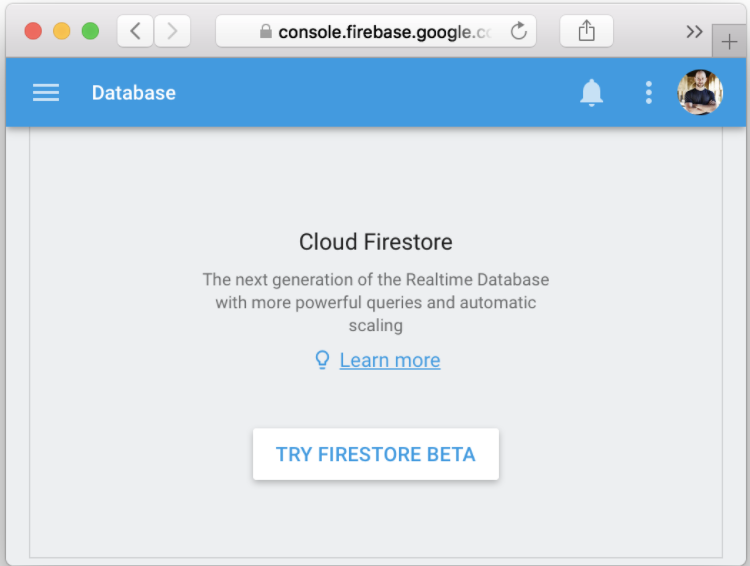 console.firebase.google.co
Database
Cloud Firestore
The next generation of the Realtime Database
with more powerful queries and automatic
scaling
Learn more
TRY FIRESTORE BETA